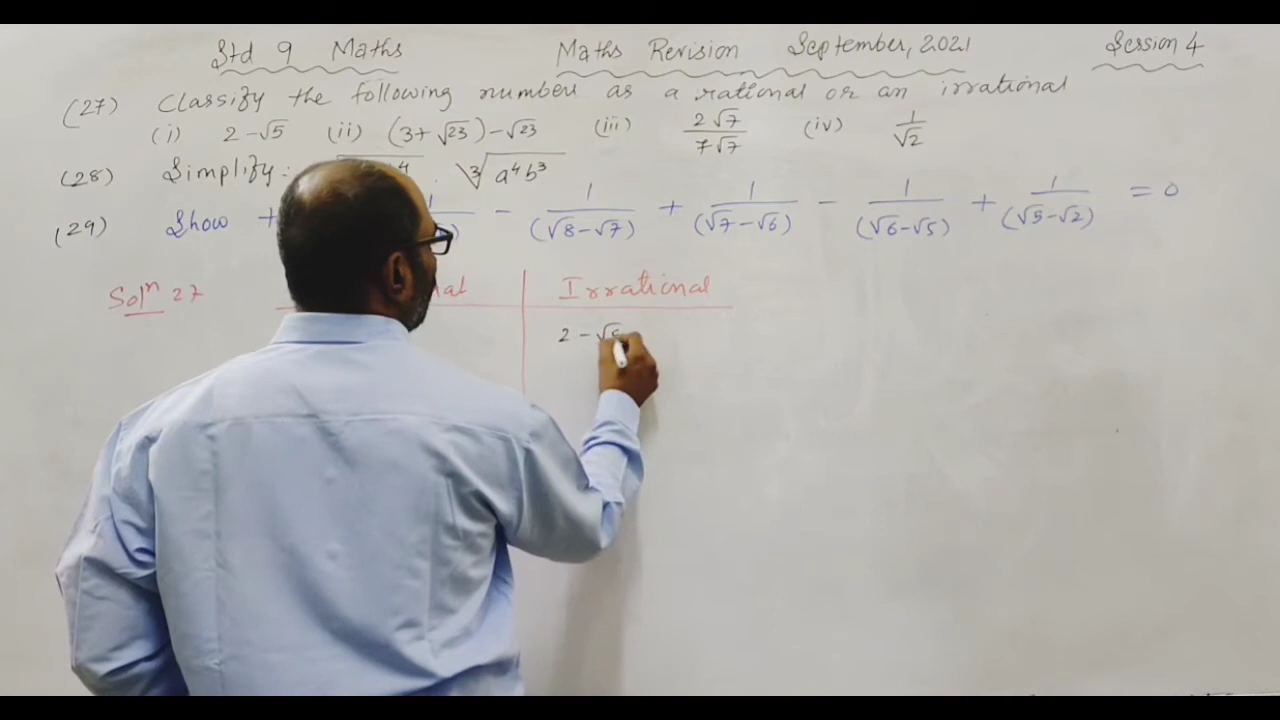 Std 9 Maths Maths Revision September, 2021 Session 4
(27) Classify the following numbers as a rational or an irrational
(i) 2-√5 (ii) (3+√23)-√23 (iii) 2√7/7√7 (iv) 1/√2
(28) Simplify: 4 . ∛a⁴b³
(29) Show + - 1/(√8-√7) + 1/(√7-√6) - 1/(√6-√5) + 1/(√5-√2) = 0
Solⁿ 27 Irrational
2-√